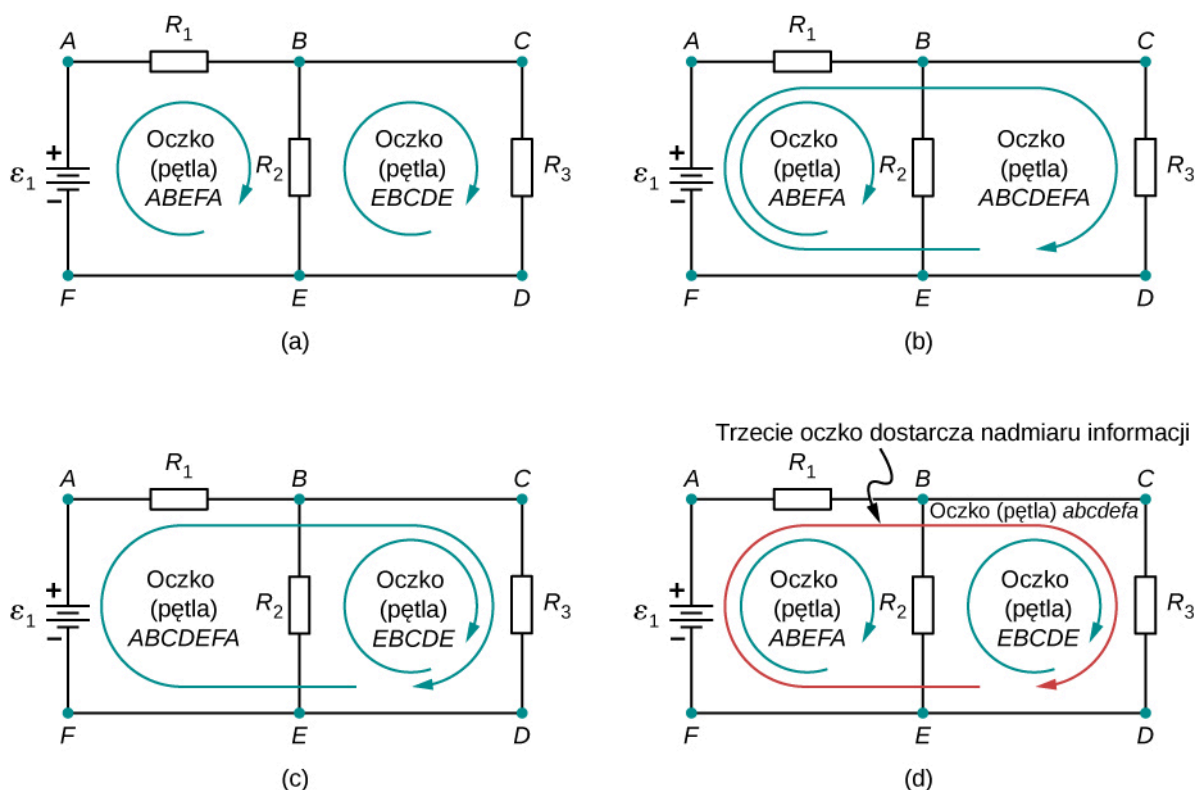 A R₁ B C
Oczko
(pętla)
ABEFA
Oczko
(pętla)
EBCDE
ε₁ + − R₂ R₃
F E D
(a)
A R₁ B C
Oczko
(pętla)
ABEFA
Oczko
(pętla)
ABCDEFA
ε₁ + − R₂ R₃
F E D
(b)
A R₁ B C
Oczko
(pętla)
ABCDEFA
Oczko
(pętla)
EBCDE
ε₁ + − R₂ R₃
F E D
(c)
Trzecie oczko dostarcza nadmiaru informacji
A R₁ B C
Oczko (pętla) abcdefa
Oczko
(pętla)
ABEFA
Oczko
(pętla)
EBCDE
ε₁ + − R₂ R₃
F E D
(d)